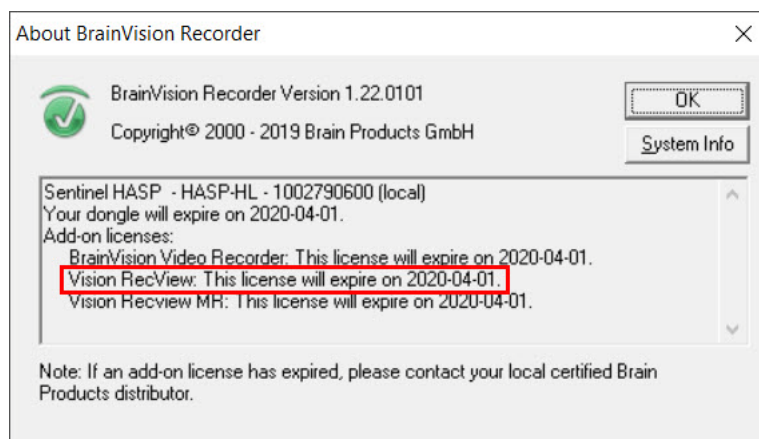 About BrainVision Recorder
BrainVision Recorder Version 1.22.0101
OK
Copyright© 2000 - 2019 Brain Products GmbH
System Info
Sentinel HASP - HASP-HL - 1002790600 (local)
Your dongle will expire on 2020-04-01.
Add-on licenses:
BrainVision Video Recorder: This license will expire on 2020-04-01.
Vision RecView: This license will expire on 2020-04-01.
Vision Recview MR: This license will expire on 2020-04-01.
Note: If an add-on license has expired, please contact your local certified Brain
Products distributor.